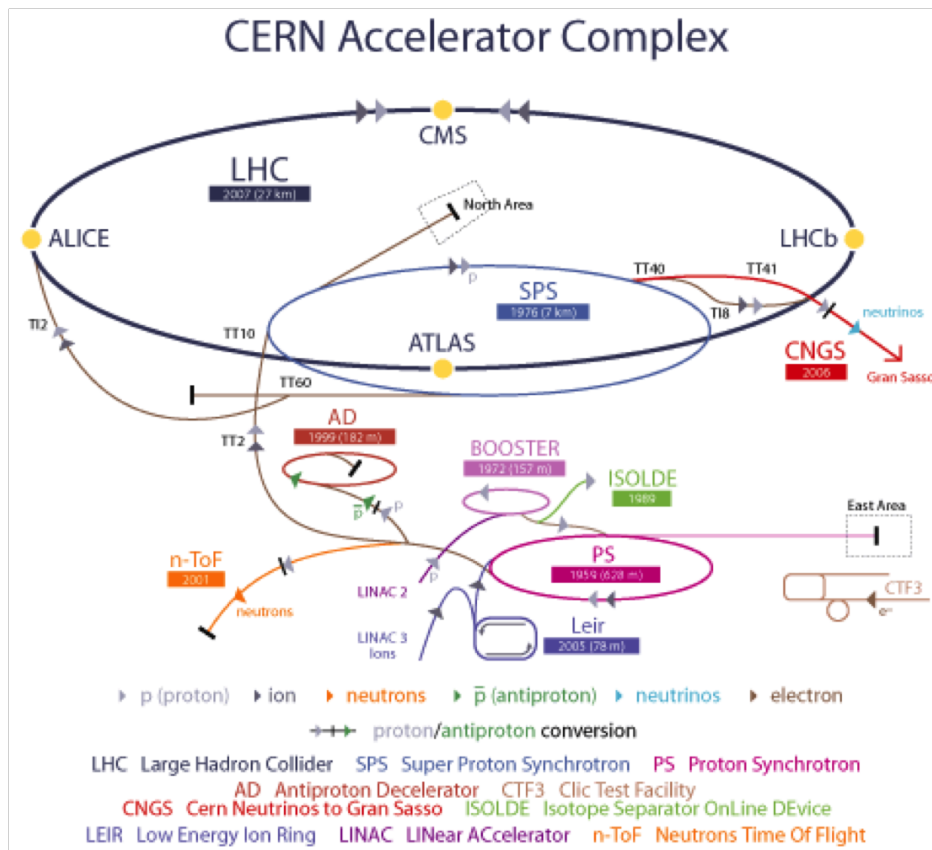 CERN Accelerator Complex
CMS
LHC
2007 (27 km)
North Area
ALICE
LHCb
TT40
TT41
p
SPS
1976 (7 km)
TI8
neutrinos
TI2
TT10
ATLAS
CNGS
2006
Gran Sasso
TT60
AD
1999 (182 m)
TT2
BOOSTER
1972 (157 m)
ISOLDE
1989
p̅
p
East Area
n-ToF
2001
p
PS
1959 (628 m)
LINAC 2
CTF3
e⁻
neutrons
LINAC 3
Ions
Leir
2005 (78 m)
p (proton) ion neutrons p̅ (antiproton) neutrinos electron
proton/antiproton conversion
LHC Large Hadron Collider SPS Super Proton Synchrotron PS Proton Synchrotron
AD Antiproton Decelerator CTF3 Clic Test Facility
CNGS Cern Neutrinos to Gran Sasso ISOLDE Isotope Separator OnLine DEvice
LEIR Low Energy Ion Ring LINAC LINear ACcelerator n-ToF Neutrons Time Of Flight